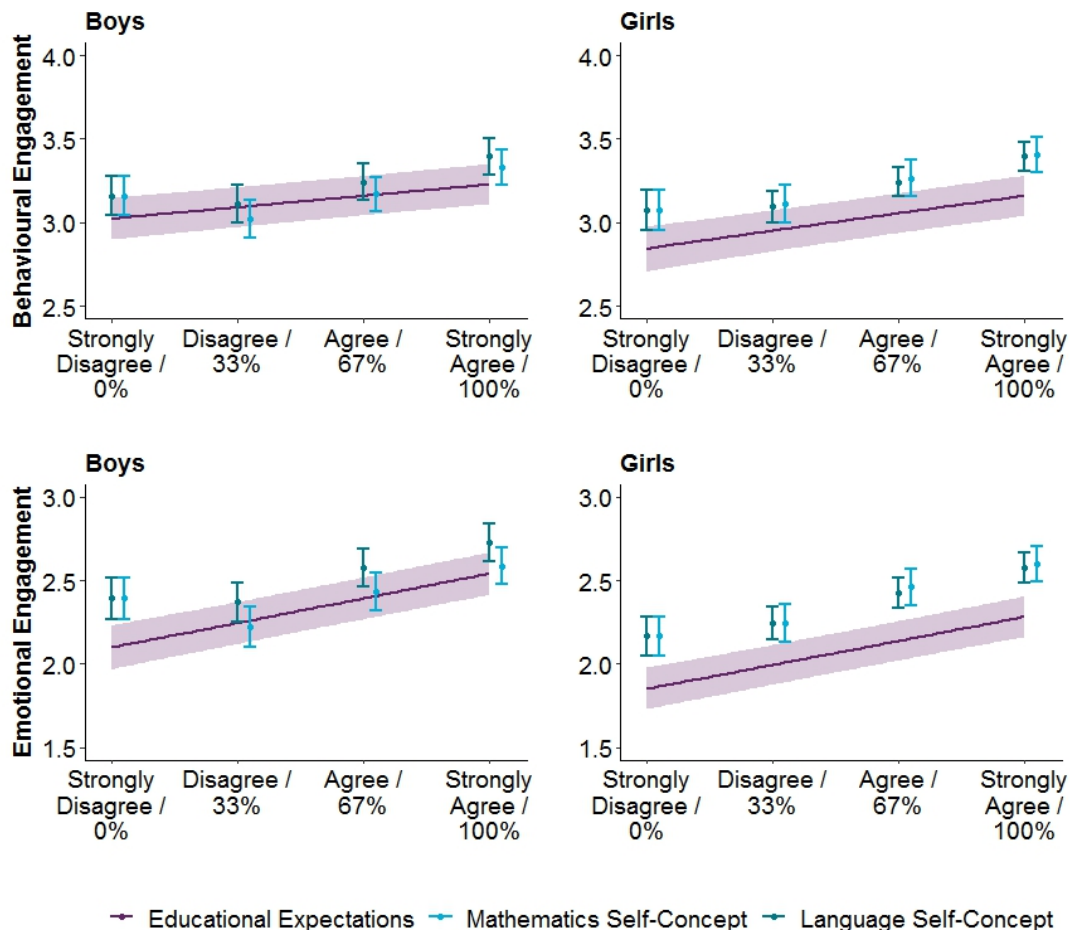 Boys
Girls
Behavioural Engagement
4.0
3.5
3.0
2.5
4.0
3.5
3.0
2.5
Strongly
Disagree /
0%
Disagree /
33%
Agree /
67%
Strongly
Agree /
100%
Strongly
Disagree /
0%
Disagree /
33%
Agree /
67%
Strongly
Agree /
100%
Boys
Girls
Emotional Engagement
3.0
2.5
2.0
1.5
3.0
2.5
2.0
1.5
Strongly
Disagree /
0%
Disagree /
33%
Agree /
67%
Strongly
Agree /
100%
Strongly
Disagree /
0%
Disagree /
33%
Agree /
67%
Strongly
Agree /
100%
Educational Expectations Mathematics Self-Concept Language Self-Concept